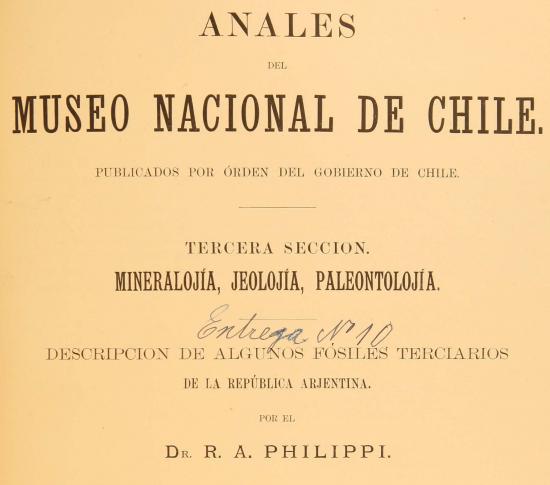 ANALES
DEL
MUSEO NACIONAL DE CHILE.
PUBLICADOS POR ÓRDEN DEL GOBIERNO DE CHILE.
TERCERA SECCION.
MINERALOJÍA, JEOLOJÍA, PALEONTOLOJÍA.
Entrega Nº 10
DESCRIPCION DE ALGUNOS FÓSILES TERCIARIOS
DE LA REPÚBLICA ARJENTINA.
POR EL
DR. R. A. PHILIPPI.